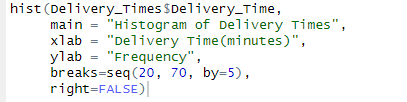 hist(Delivery_Times$Delivery_Time,
main = "Histogram of Delivery Times",
xlab = "Delivery Time(minutes)",
ylab = "Frequency",
breaks=seq(20, 70, by=5),
right=FALSE)